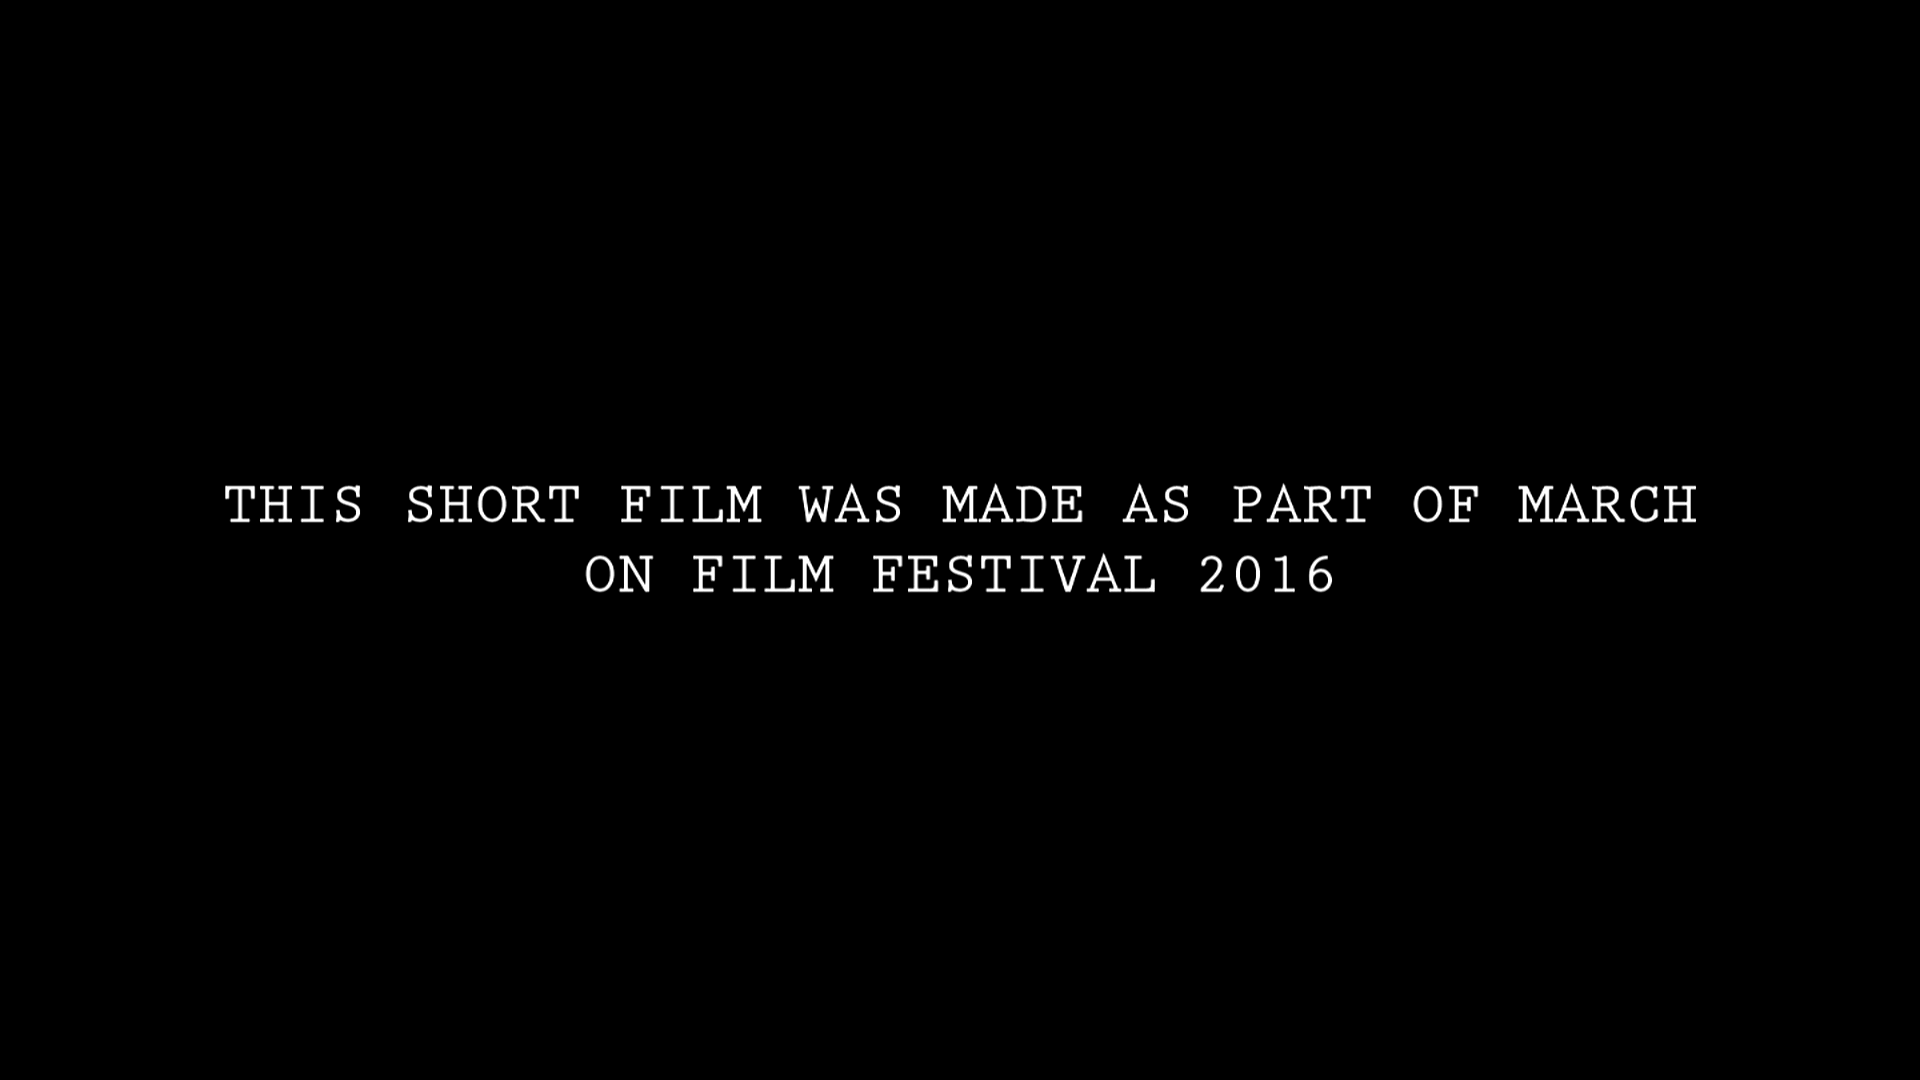 THIS SHORT FILM WAS MADE AS PART OF MARCH
ON FILM FESTIVAL 2016